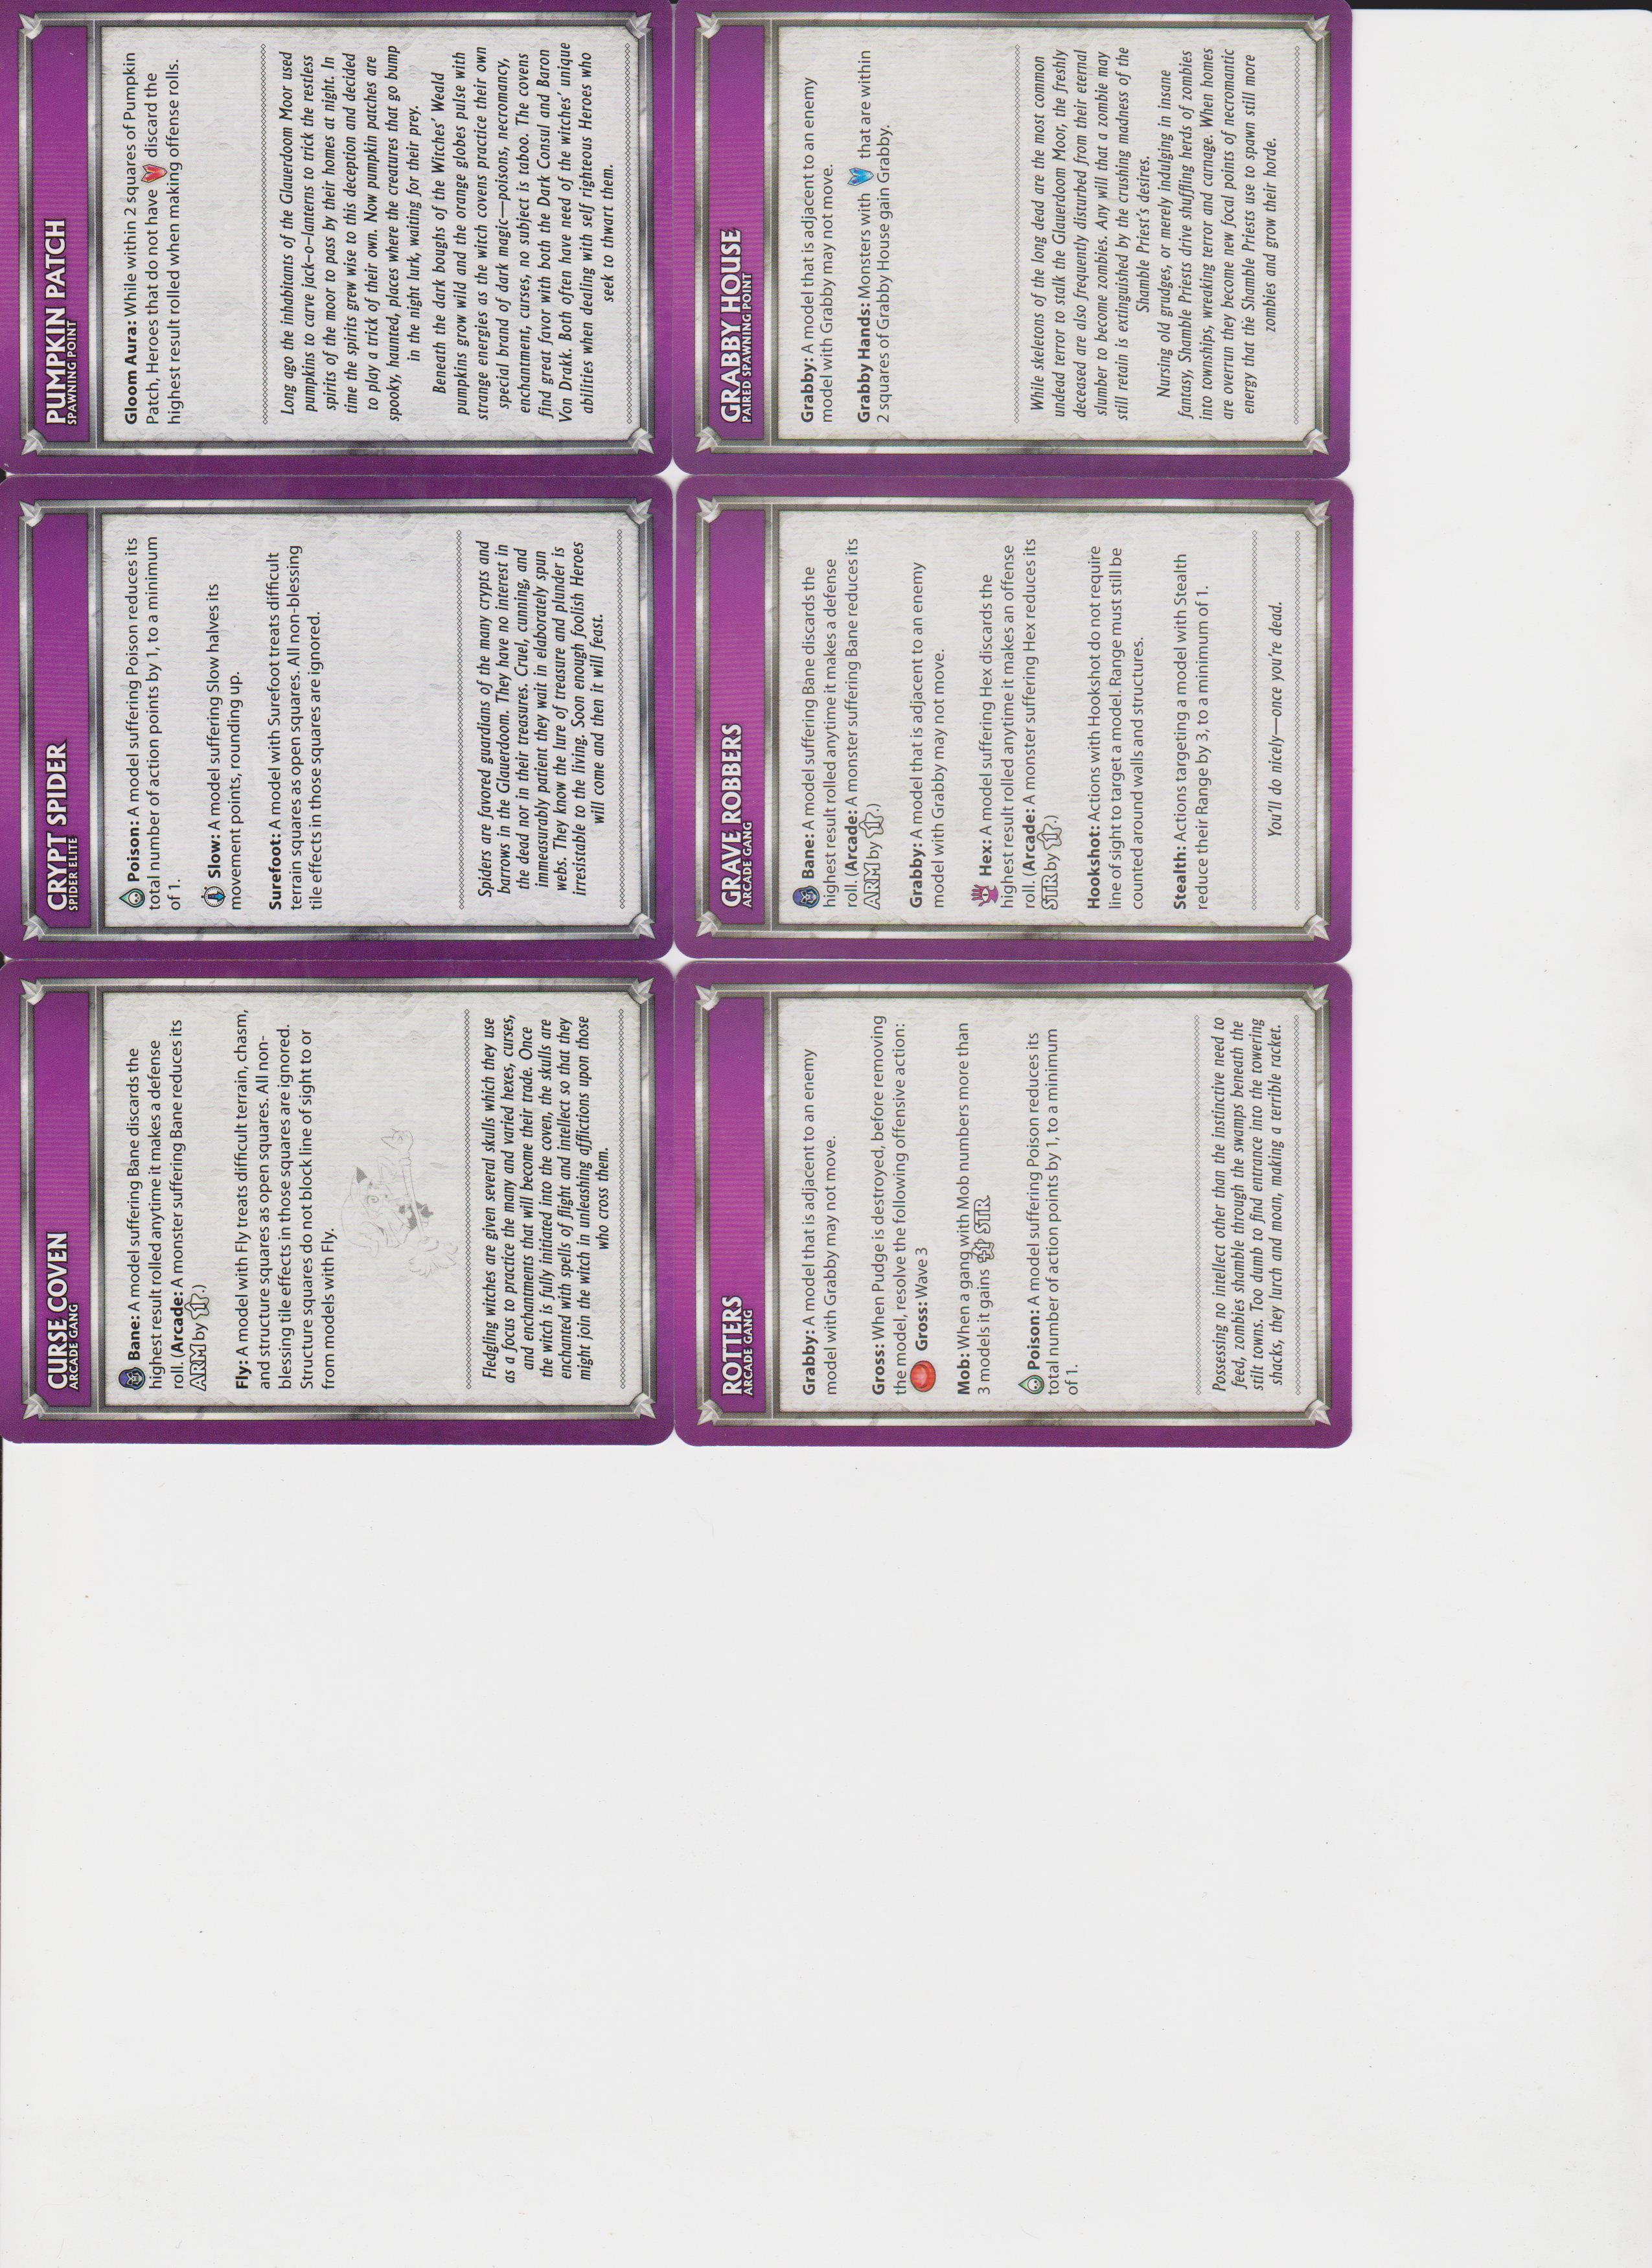 CURSE COVEN
ARCADE GANG
Bane: A model suffering Bane discards the
highest result rolled anytime it makes a defense
roll. (Arcade: A monster suffering Bane reduces its
ARM by 1.)
Fly: A model with Fly treats difficult terrain, chasm,
and structure squares as open squares. All non-
blessing tile effects in those squares are ignored.
Structure squares do not block line of sight to or
from models with Fly.
Fledgling witches are given several skulls which they use
as a focus to practice the many and varied hexes, curses,
and enchantments that will become their trade. Once
the witch is fully initiated into the coven, the skulls are
enchanted with spells of flight and intellect so that they
might join the witch in unleashing afflictions upon those
who cross them.
CRYPT SPIDER
SPIDER ELITE
Poison: A model suffering Poison reduces its
total number of action points by 1, to a minimum
of 1.
Slow: A model suffering Slow halves its
movement points, rounding up.
Surefoot: A model with Surefoot treats difficult
terrain squares as open squares. All non-blessing
tile effects in those squares are ignored.
Spiders are favored guardians of the many crypts and
barrows in the Glauerdoom. They have no interest in
the dead nor in their treasures. Cruel, cunning, and
immeasurably patient they wait in elaborately spun
webs. They know the lure of treasure and plunder is
irresistable to the living. Soon enough foolish Heroes
will come and then it will feast.
PUMPKIN PATCH
SPAWNING POINT
Gloom Aura: While within 2 squares of Pumpkin
Patch, Heroes that do not have discard the
highest result rolled when making offense rolls.
Long ago the inhabitants of the Glauerdoom Moor used
pumpkins to carve jack-o-lanterns to trick the restless
spirits of the moor to pass by their homes at night. In
time the spirits grew wise to this deception and decided
to play a trick of their own. Now pumpkin patches are
spooky, haunted, places where the creatures that go bump
in the night lurk, waiting for their prey.
Beneath the dark boughs of the Witches' Weald
pumpkins grow wild and the orange globes pulse with
strange energies as the witch covens practice their own
special brand of dark magic—poisons, necromancy,
enchantment, curses, no subject is taboo. The covens
find great favor with both the Dark Consul and Baron
Von Drakk. Both often have need of the witches' unique
abilities when dealing with self righteous Heroes who
seek to thwart them.
ROTTERS
ARCADE GANG
Grabby: A model that is adjacent to an enemy
model with Grabby may not move.
Gross: When Pudge is destroyed, before removing
the model, resolve the following offensive action:
Gross: Wave 3
Mob: When a gang with Mob numbers more than
3 models it gains +1 STR
Poison: A model suffering Poison reduces its
total number of action points by 1, to a minimum
of 1.
Possessing no intellect other than the instinctive need to
feed, zombies shamble through the swamps beneath the
stilt towns. Too dumb to find entrance into the towering
shacks, they lurch and moan, making a terrible racket.
GRAVE ROBBERS
ARCADE GANG
Bane: A model suffering Bane discards the
highest result rolled anytime it makes a defense
roll. (Arcade: A monster suffering Bane reduces its
ARM by 1.)
Grabby: A model that is adjacent to an enemy
model with Grabby may not move.
Hex: A model suffering Hex discards the
highest result rolled anytime it makes an offense
roll. (Arcade: A monster suffering Hex reduces its
STR by 1.)
Hookshot: Actions with Hookshot do not require
line of sight to target a model. Range must still be
counted around walls and structures.
Stealth: Actions targeting a model with Stealth
reduce their Range by 3, to a minimum of 1.
You'll do nicely—once you're dead.
GRABBY HOUSE
PAIRED SPAWNING POINT
Grabby: A model that is adjacent to an enemy
model with Grabby may not move.
Grabby Hands: Monsters with that are within
2 squares of Grabby House gain Grabby.
While skeletons of the long dead are the most common
undead terror to stalk the Glauerdoom Moor, the freshly
deceased are also frequently disturbed from their eternal
slumber to become zombies. Any will that a zombie may
still retain is extinguished by the crushing madness of the
Shamble Priest's desires.
Nursing old grudges, or merely indulging in insane
fantasy, Shamble Priests drive shuffling herds of zombies
into townships, wreaking terror and carnage. When homes
are overrun they become new focal points of necromantic
energy that the Shamble Priests use to spawn still more
zombies and grow their horde.